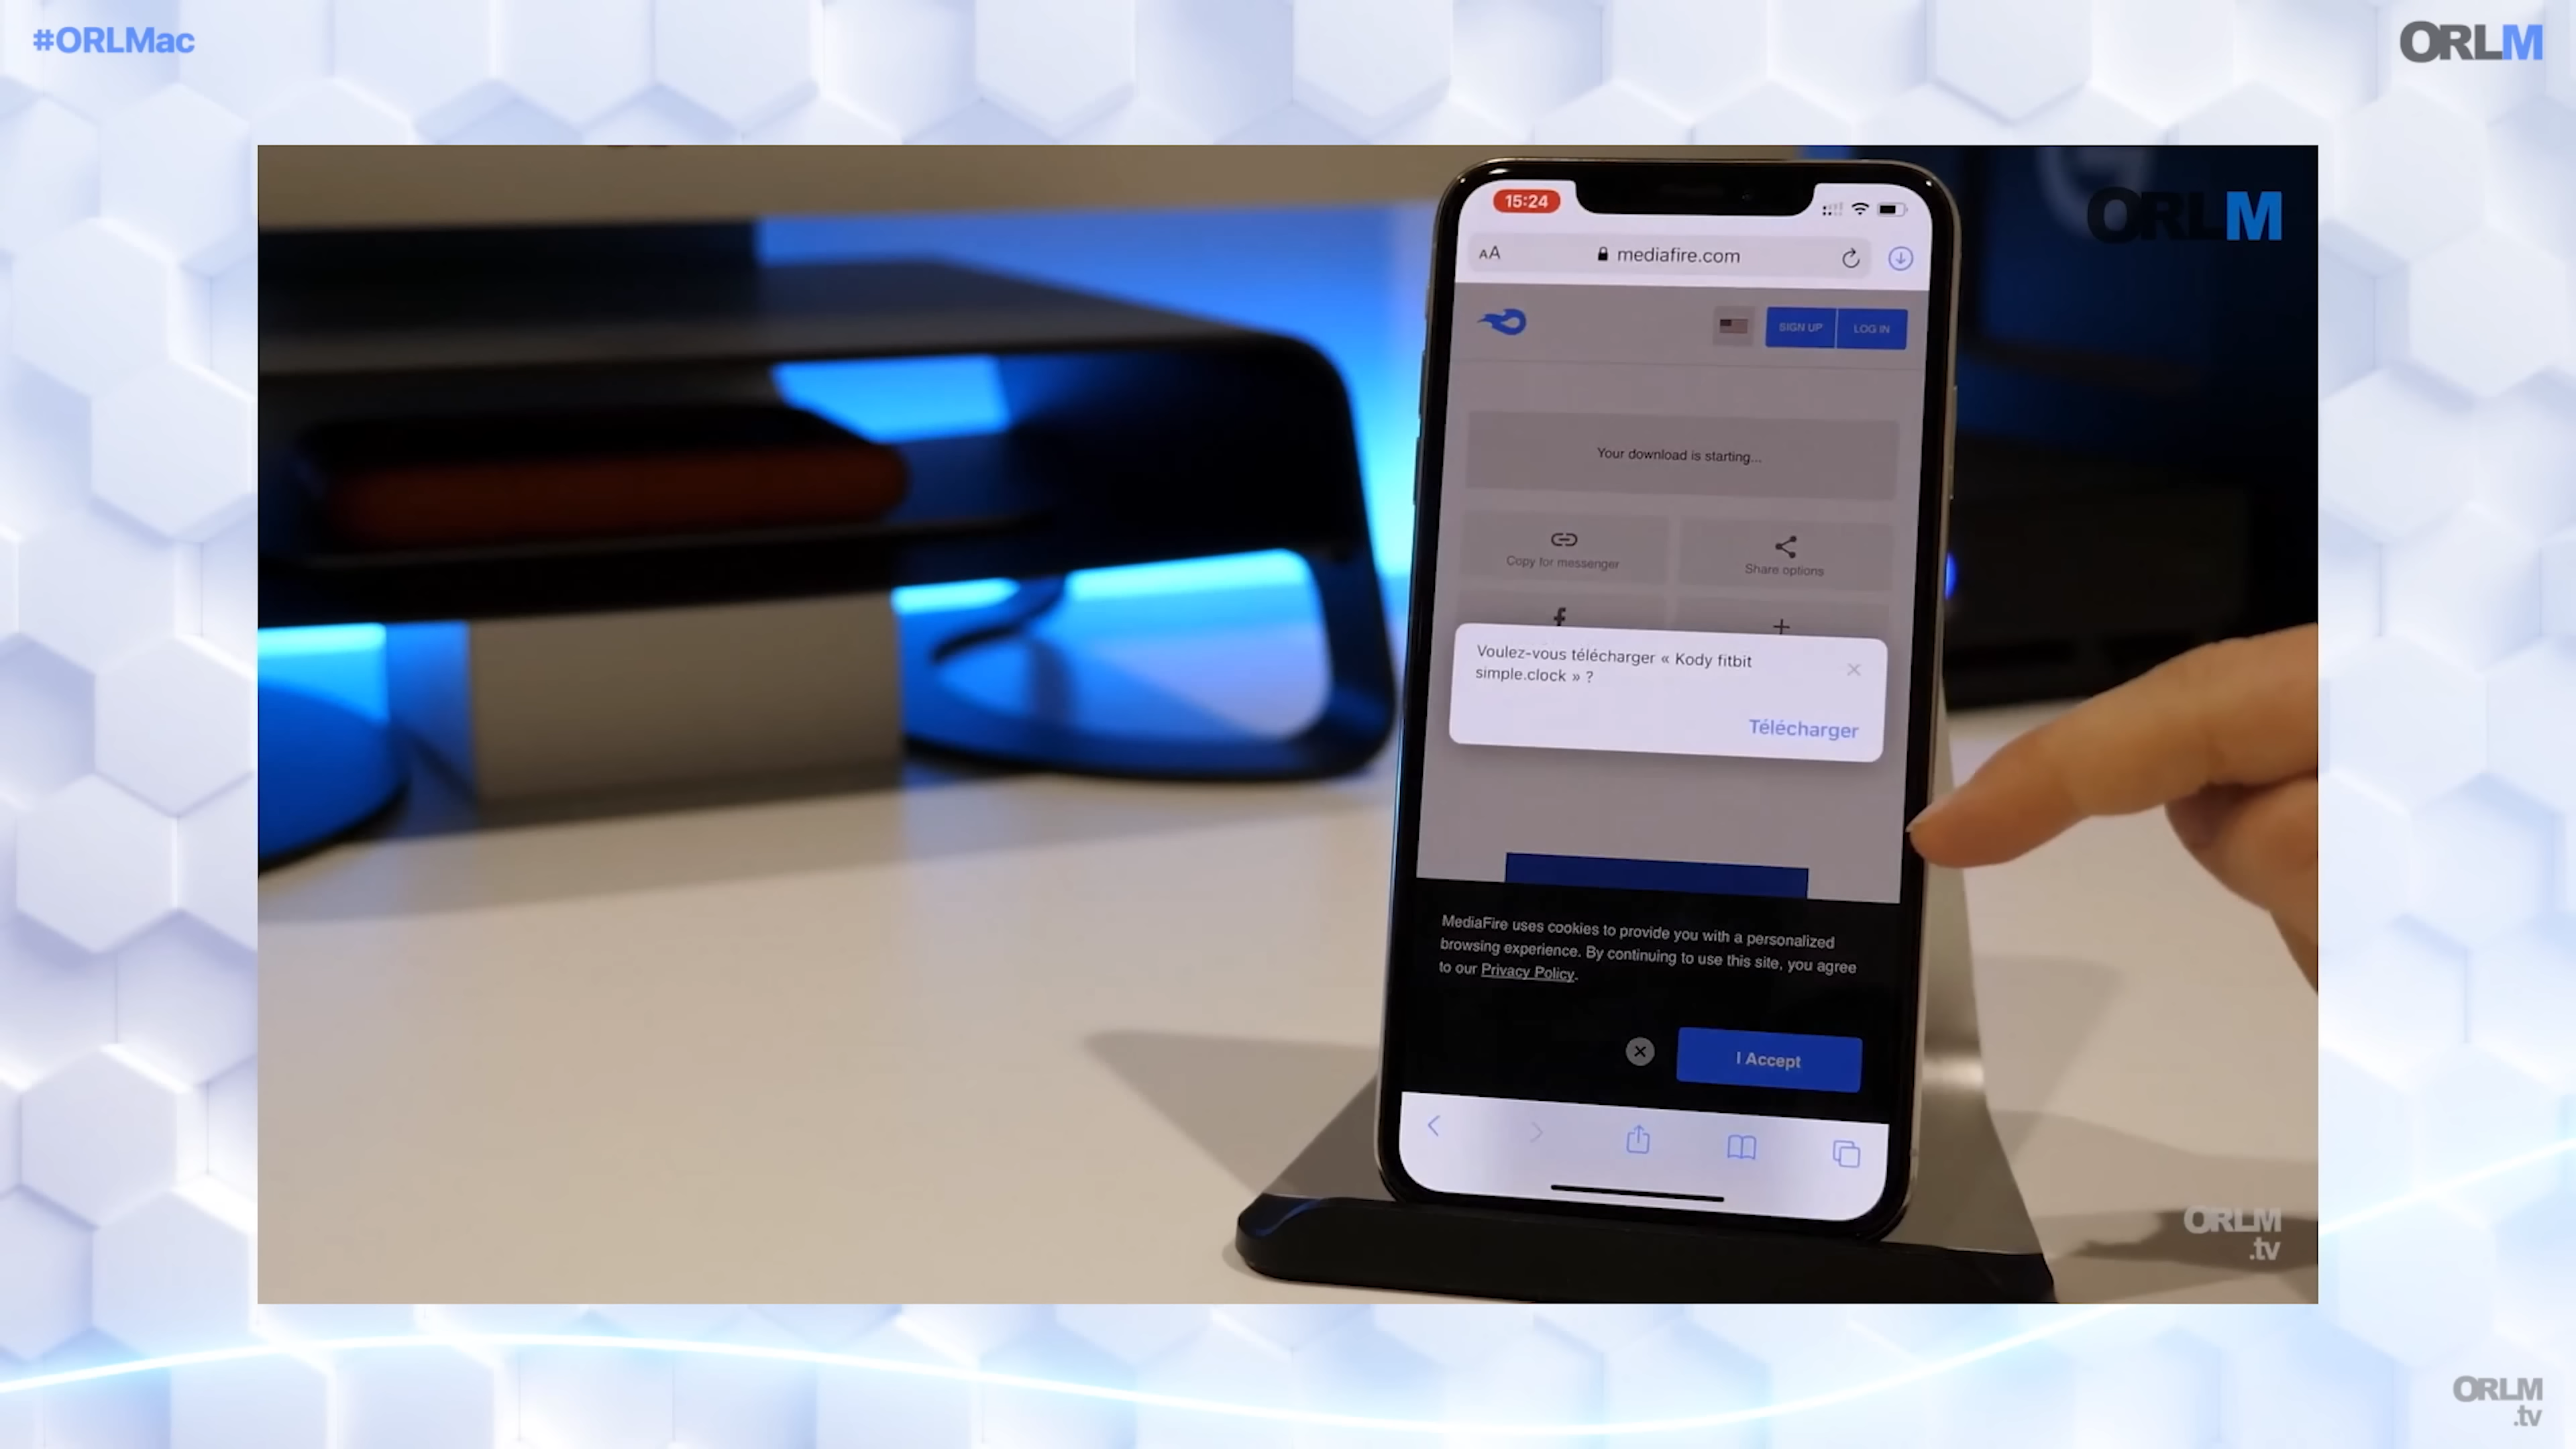 #ORLMac
ORLM
ORLM
15:24
AA
mediafire.com
SIGN UP
LOG IN
Your download is starting...
Copy for messenger
Share options
Voulez-vous télécharger « Kody fitbit
simple.clock » ?
Télécharger
MediaFire uses cookies to provide you with a personalized
browsing experience. By continuing to use this site, you agree
to our Privacy Policy.
I Accept
ORLM
.tv
ORLM
.tv